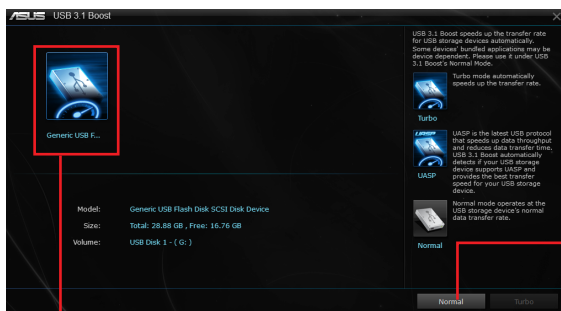 ASUS USB 3.1 Boost
USB 3.1 Boost speeds up the transfer rate
for USB storage devices automatically.
Some devices' bundled applications may be
device dependent. Please use it under USB
3.1 Boost's Normal Mode.
Turbo mode automatically
speeds up the transfer rate.
Turbo
Generic USB F...
UASP
UASP is the latest USB protocol
that speeds up data throughput
and reduces data transfer time.
USB 3.1 Boost automatically
detects if your USB storage
device supports UASP and
provides the best transfer
speed for your USB storage
device.
UASP
Normal mode operates at the
USB storage device's normal
data transfer rate.
Normal
Model: Generic USB Flash Disk SCSI Disk Device
Size: Total: 28.88 GB , Free: 16.76 GB
Volume: USB Disk 1 - ( G: )
Normal Turbo